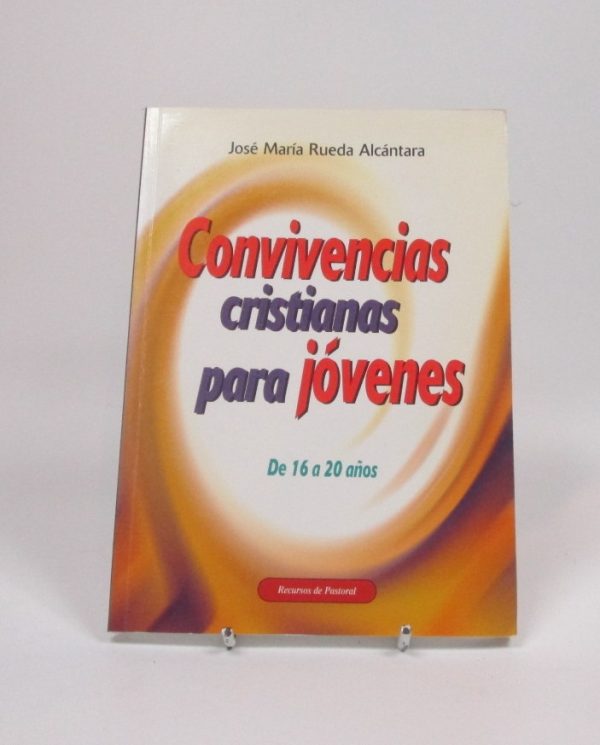 José María Rueda Alcántara
Convivencias
cristianas
para jóvenes
De 16 a 20 años
Recursos de Pastoral